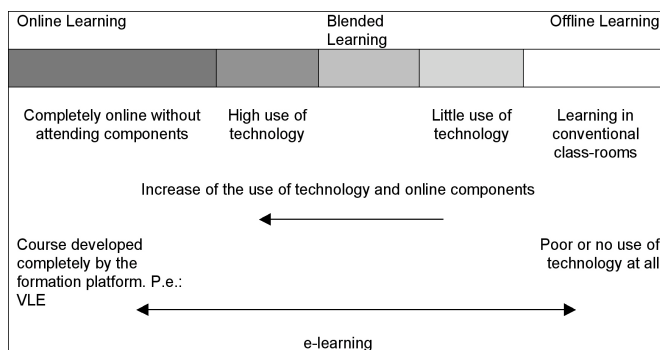 Online Learning
Blended
Learning
Offline Learning
Completely online without
attending components
High use of
technology
Little use of
technology
Learning in
conventional
class-rooms
Increase of the use of technology and online components
Course developed
completely by the
formation platform. P.e.:
VLE
Poor or no use of
technology at all
e-learning